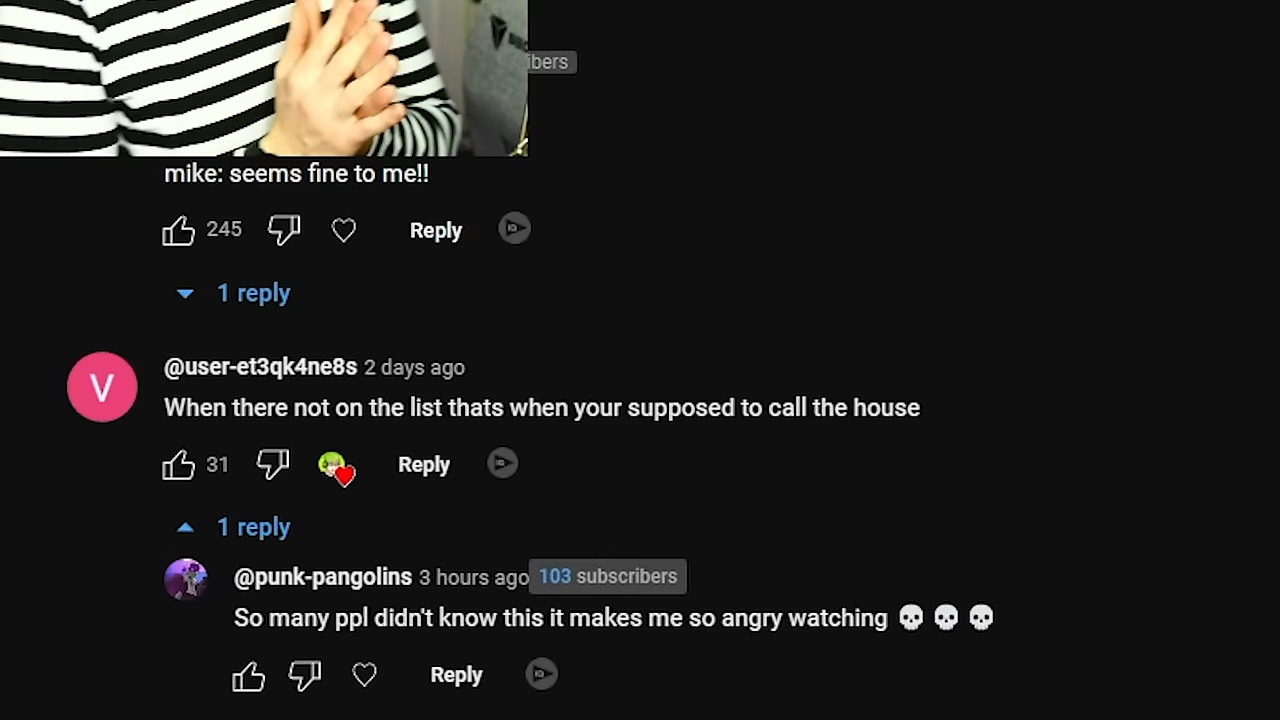 ibers
mike: seems fine to me!!
245 Reply
1 reply
V
@user-et3qk4ne8s 2 days ago
When there not on the list thats when your supposed to call the house
31 Reply
1 reply
@punk-pangolins 3 hours ago 103 subscribers
So many ppl didn't know this it makes me so angry watching 💀 💀 💀
Reply